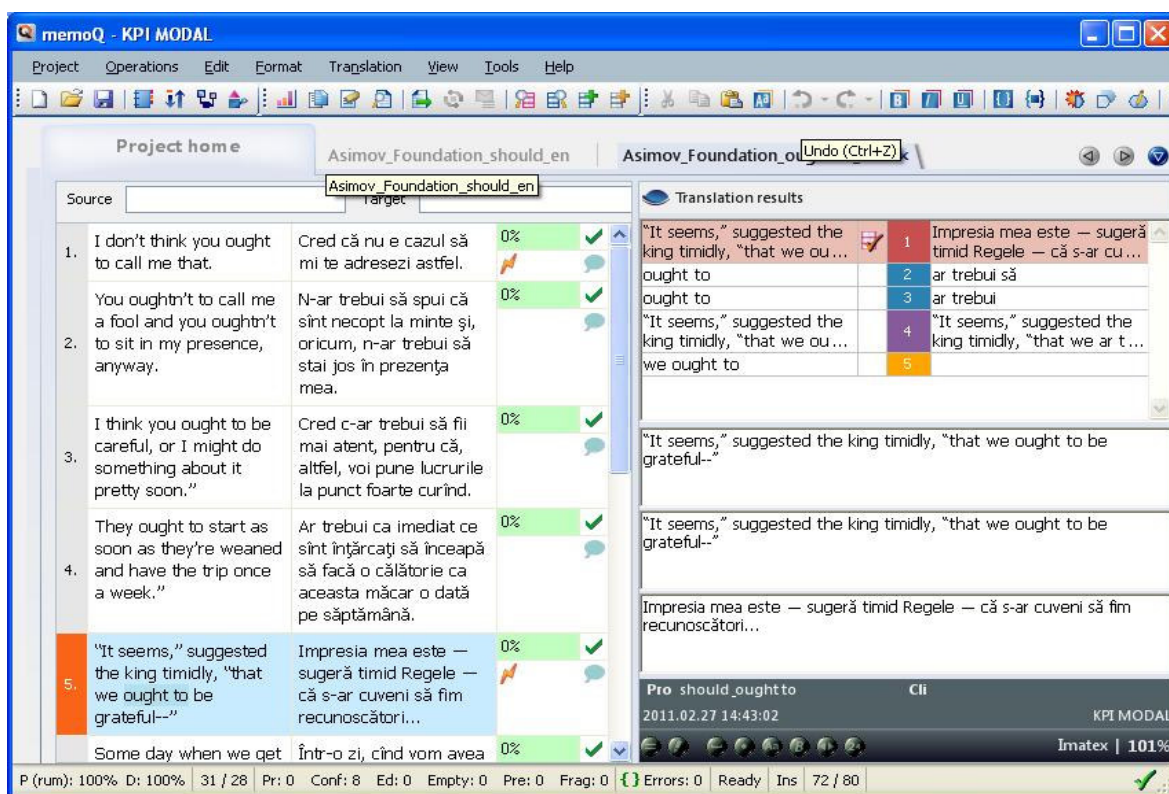 memoQ - KPI MODAL
Project Operations Edit Format Translation View Tools Help
Project home
Asimov_Foundation_should_en
Asimov_Foundation_ou
Undo (Ctrl+Z)
Asimov_Foundation_should_en
Source
Target
1.
I don't think you ought
to call me that.
Cred că nu e cazul să
mi te adresezi astfel.
0%
2.
You oughtn't to call me
a fool and you oughtn't
to sit in my presence,
anyway.
N-ar trebui să spui că
sînt necopt la minte şi,
oricum, n-ar trebui să
stai jos în prezenţa
mea.
0%
3.
I think you ought to be
careful, or I might do
something about it
pretty soon.”
Cred c-ar trebui să fii
mai atent, pentru că,
altfel, voi pune lucrurile
la punct foarte curînd.
0%
4.
They ought to start as
soon as they're weaned
and have the trip once
a week.”
Ar trebui ca imediat ce
sînt înţărcaţi să înceapă
să facă o călătorie ca
aceasta măcar o dată
pe săptămână.
0%
5.
“It seems,” suggested
the king timidly, “that
we ought to be
grateful--”
Impresia mea este —
sugeră timid Regele —
că s-ar cuveni să fim
recunoscători...
0%
Some day when we get
Într-o zi, cînd vom avea
0%
Translation results
“It seems,” suggested the
king timidly, “that we ou...
1
Impresia mea este — sugeră
timid Regele — că s-ar cu...
ought to 2 ar trebui să
ought to 3 ar trebui
“It seems,” suggested the
king timidly, “that we ou...
4
“It seems,” suggested the
king timidly, “that we ar t...
we ought to 5
“It seems,” suggested the king timidly, “that we ought to be
grateful--”
“It seems,” suggested the king timidly, “that we ought to be
grateful--”
Impresia mea este — sugeră timid Regele — că s-ar cuveni să fim
recunoscători...
Pro should_oughtto Cli
2011.02.27 14:43:02 KPI MODAL
Imatex | 101%
P (rum): 100% D: 100% 31 / 28 Pr: 0 Conf: 8 Ed: 0 Empty: 0 Pre: 0 Frag: 0 {} Errors: 0 Ready Ins 72 / 80